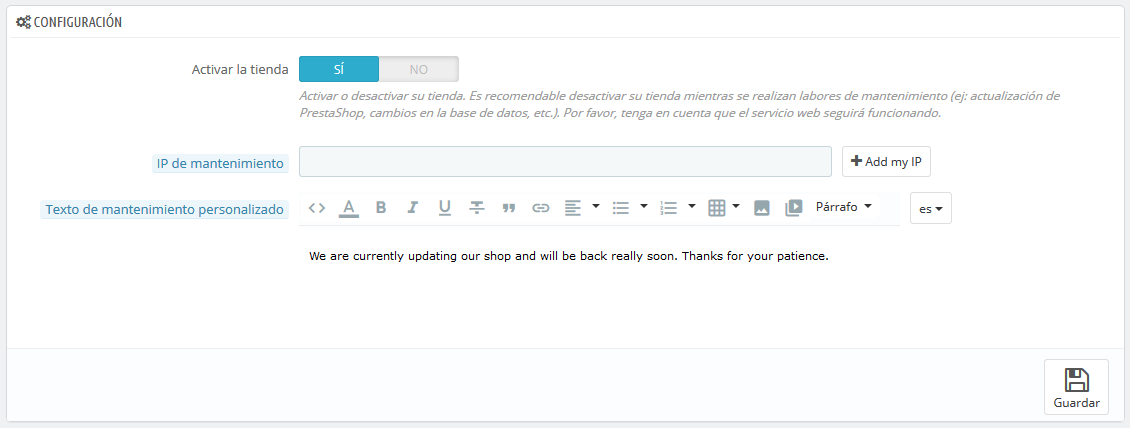 CONFIGURACIÓN
Activar la tienda SÍ NO
Activar o desactivar su tienda. Es recomendable desactivar su tienda mientras se realizan labores de mantenimiento (ej: actualización de
PrestaShop, cambios en la base de datos, etc.). Por favor, tenga en cuenta que el servicio web seguirá funcionando.
IP de mantenimiento Add my IP
Texto de mantenimiento personalizado Párrafo es
We are currently updating our shop and will be back really soon. Thanks for your patience.
Guardar